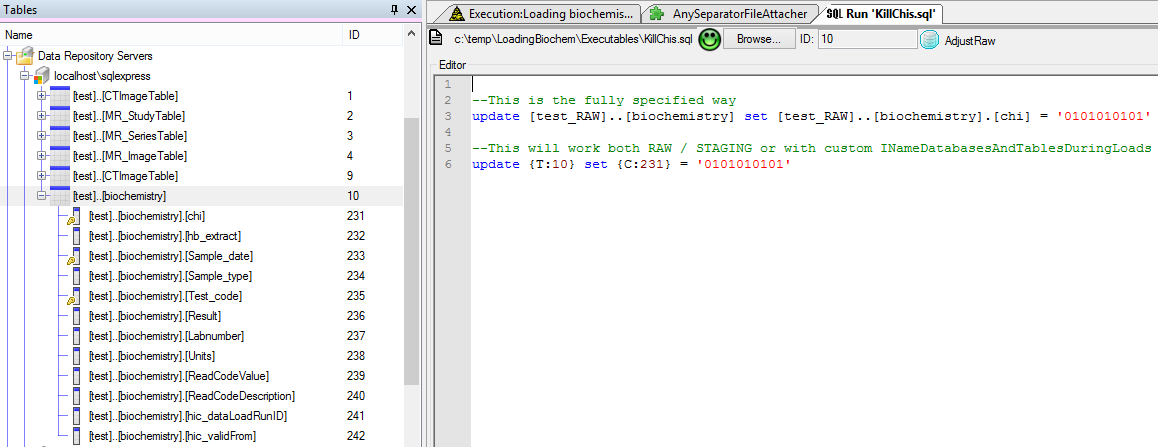 Tables
Name ID
Data Repository Servers
localhost\sqlexpress
[test]..[CTImageTable] 1
[test]..[MR_StudyTable] 2
[test]..[MR_SeriesTable] 3
[test]..[MR_ImageTable] 4
[test]..[CTImageTable] 9
[test]..[biochemistry] 10
[test]..[biochemistry].[chi] 231
[test]..[biochemistry].[hb_extract] 232
[test]..[biochemistry].[Sample_date] 233
[test]..[biochemistry].[Sample_type] 234
[test]..[biochemistry].[Test_code] 235
[test]..[biochemistry].[Result] 236
[test]..[biochemistry].[Labnumber] 237
[test]..[biochemistry].[Units] 238
[test]..[biochemistry].[ReadCodeValue] 239
[test]..[biochemistry].[ReadCodeDescription] 240
[test]..[biochemistry].[hic_dataLoadRunID] 241
[test]..[biochemistry].[hic_validFrom] 242
Execution:Loading biochemis... AnySeparatorFileAttacher SQL Run 'KillChis.sql'
c:\temp\LoadingBiochem\Executables\KillChis.sql Browse... ID: 10 AdjustRaw
Editor
1
2 --This is the fully specified way
3 update [test_RAW]..[biochemistry] set [test_RAW]..[biochemistry].[chi] = '0101010101'
4
5 --This will work both RAW / STAGING or with custom INameDatabasesAndTablesDuringLoads
6 update {T:10} set {C:231} = '0101010101'